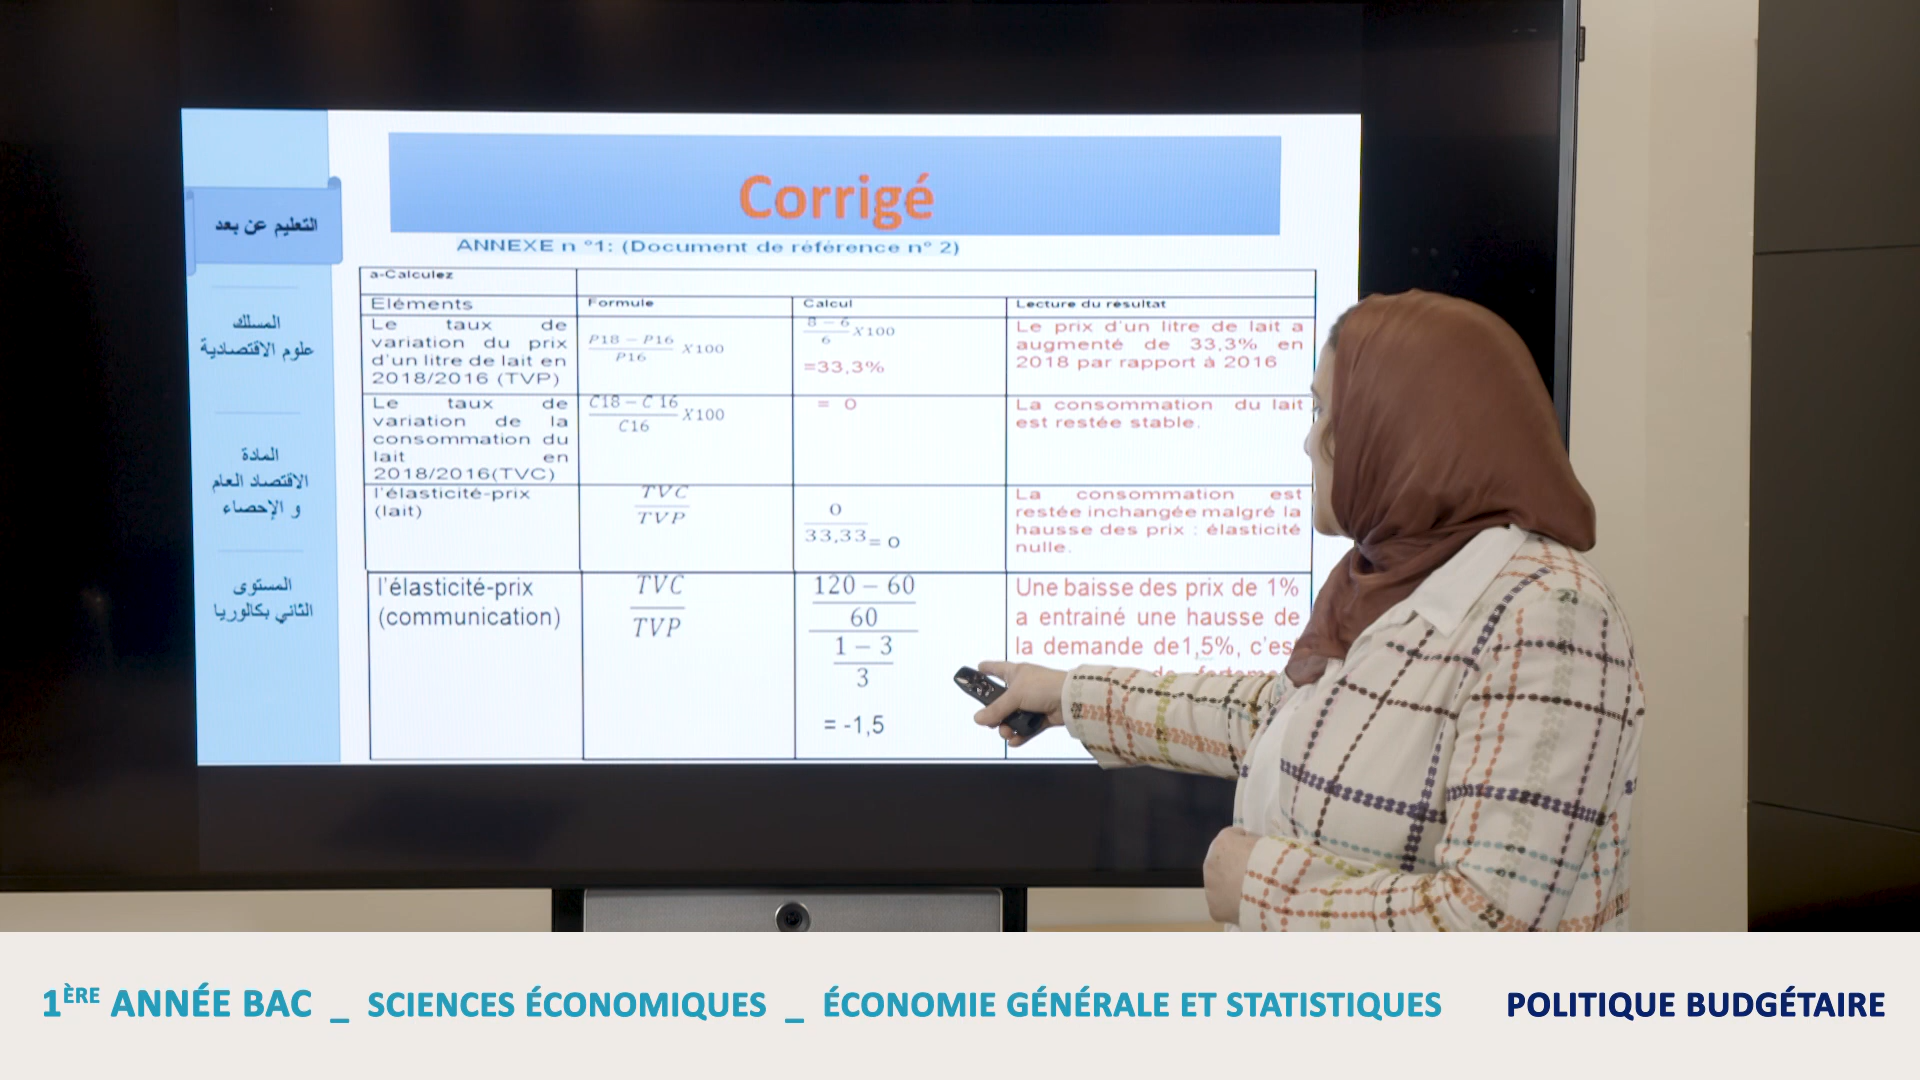 Corrigé
ANNEXE n °1: (Document de référence n° 2)
التعليم عن بعد
المسلك
علوم الاقتصادية
المادة
الاقتصاد العام
و الإحصاء
المستوى
الثاني بكالوريا
a-Calculez
Eléments
Formule
Calcul
Lecture du résultat
Le taux de
variation du prix
d'un litre de lait en
2018/2016 (TVP)
P18 − P16
P16
X100
8 − 6
6
X100
=33,3%
Le prix d'un litre de lait a
augmenté de 33,3% en
2018 par rapport à 2016
Le taux de
variation de la
consommation du
lait en
2018/2016(TVC)
C18 − C 16
C16
X100
= 0
La consommation du lait
est restée stable.
l'élasticité-prix
(lait)
TVC
TVP
0
33,33
= 0
La consommation est
restée inchangée malgré la
hausse des prix : élasticité
nulle.
l'élasticité-prix
(communication)
TVC
TVP
120 − 60
60
1 − 3
3
= -1,5
Une baisse des prix de 1%
a entrainé une hausse de
la demande de1,5%, c'es
de
1ÈRE ANNÉE BAC _ SCIENCES ÉCONOMIQUES _ ÉCONOMIE GÉNÉRALE ET STATISTIQUES
POLITIQUE BUDGÉTAIRE